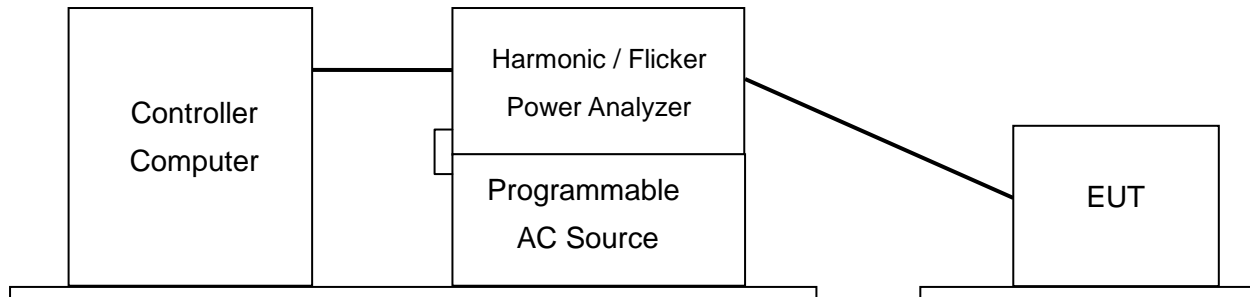 Controller
Computer
Harmonic / Flicker
Power Analyzer
Programmable
AC Source
EUT